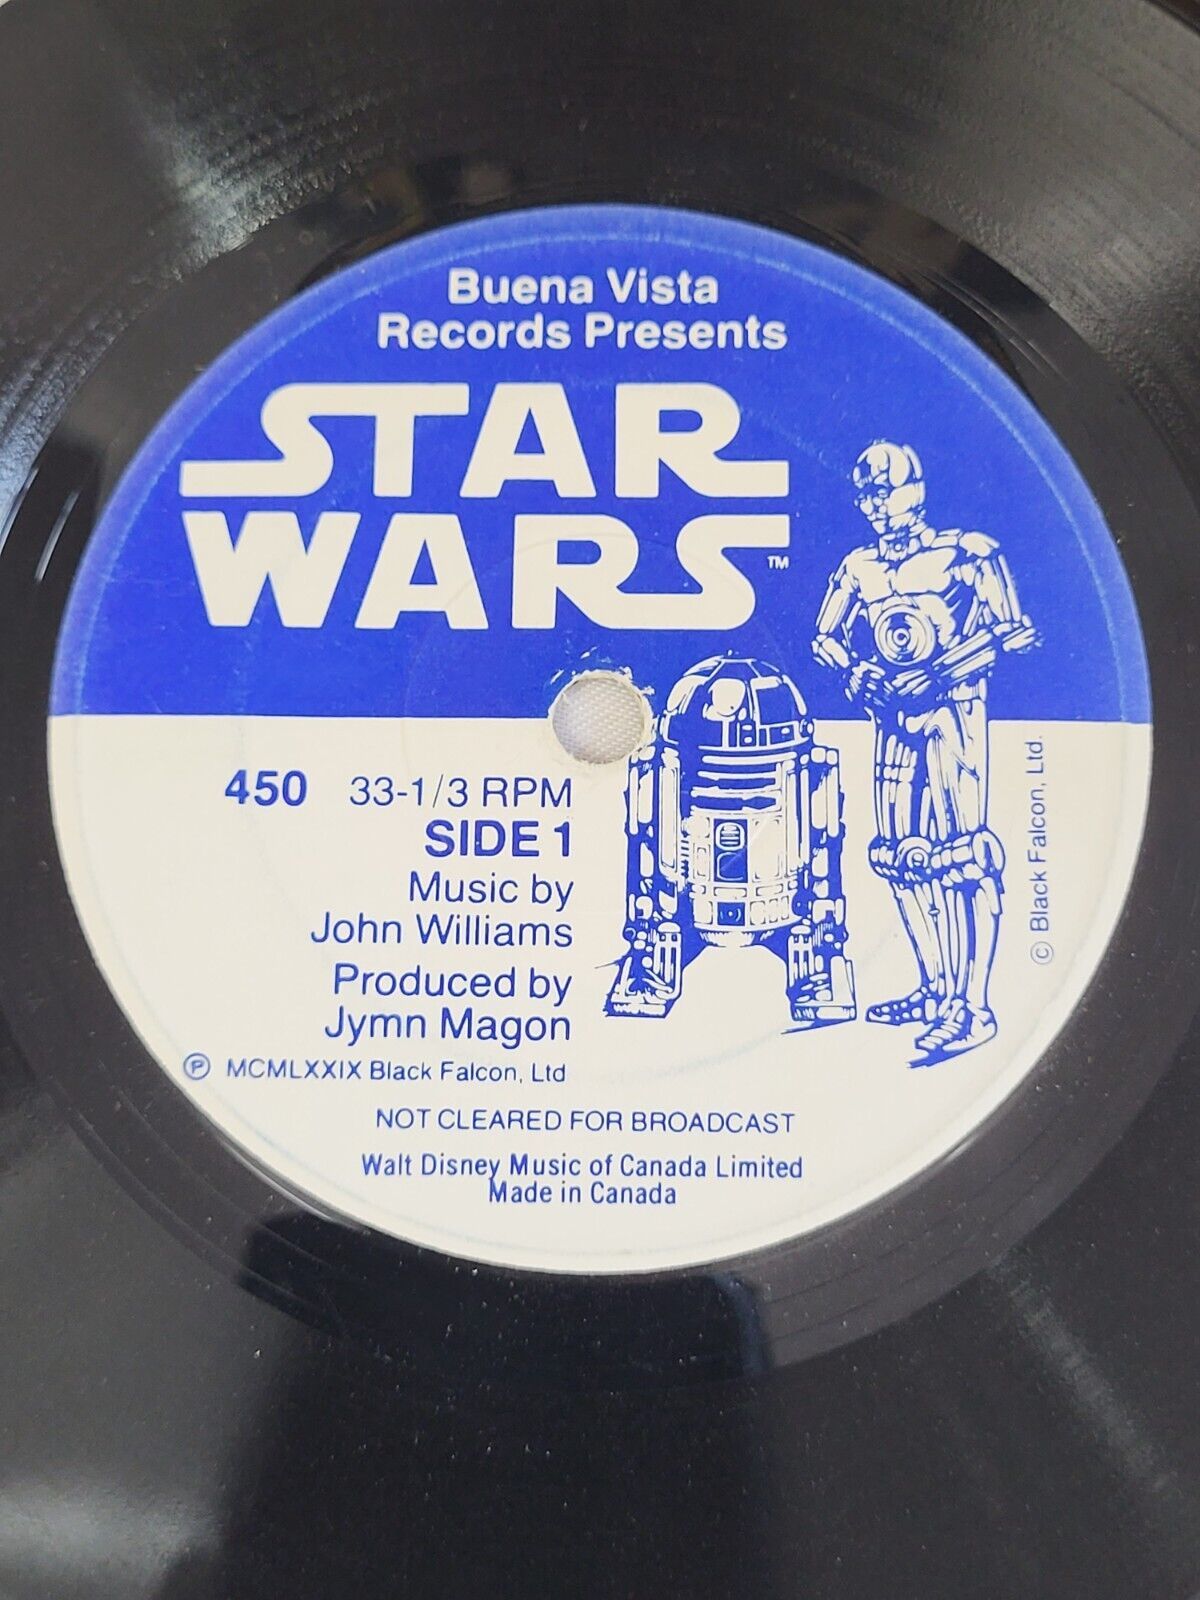 Buena Vista
Records Presents
STAR
WARS™
450 33-1/3 RPM
SIDE 1
Music by
John Williams
Produced by
Jymn Magon
℗ MCMLXXIX Black Falcon, Ltd
© Black Falcon, Ltd.
NOT CLEARED FOR BROADCAST
Walt Disney Music of Canada Limited
Made in Canada